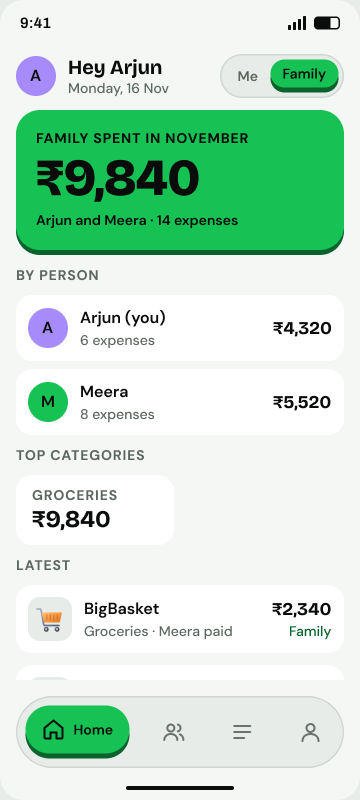 9:41
A
Hey Arjun
Monday, 16 Nov
Me
Family
FAMILY SPENT IN NOVEMBER
₹9,840
Arjun and Meera · 14 expenses
BY PERSON
A
Arjun (you)
6 expenses
₹4,320
M
Meera
8 expenses
₹5,520
TOP CATEGORIES
GROCERIES
₹9,840
LATEST
BigBasket
₹2,340
Groceries · Meera paid
Family
Home